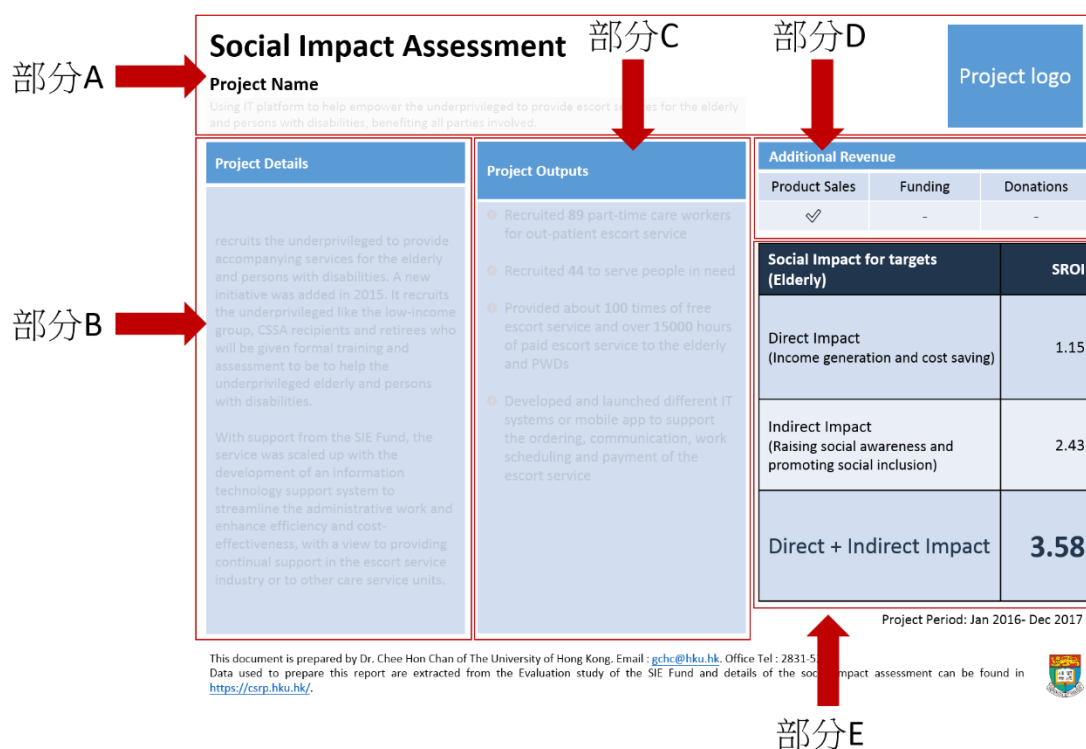 部分A
部分B
部分C
部分D
部分E
Social Impact Assessment
Project Name
Using IT platform to help empower the underprivileged to provide escort services for the elderly
and persons with disabilities, benefiting all parties involved.
Project logo
Project Details
recruits the underprivileged to provide
accompanying services for the elderly
and persons with disabilities. A new
initiative was added in 2015. It recruits
the underprivileged like the low-income
group, CSSA recipients and retirees who
will be given formal training and
assessment to be to help the
underprivileged elderly and persons
with disabilities.
With support from the SIE Fund, the
service was scaled up with the
development of an information
technology support system to
streamline the administrative work and
enhance efficiency and cost-
effectiveness, with a view to providing
continual support in the escort service
industry or to other care service units.
Project Outputs
Recruited 89 part-time care workers
for out-patient escort service
Recruited 44 to serve people in need
Provided about 100 times of free
escort service and over 15000 hours
of paid escort service to the elderly
and PWDs
Developed and launched different IT
systems or mobile app to support
the ordering, communication, work
scheduling and payment of the
escort service
Additional Revenue
Product Sales Funding Donations
✓ - -
Social Impact for targets
(Elderly) SROI
Direct Impact
(Income generation and cost saving) 1.15
Indirect Impact
(Raising social awareness and
promoting social inclusion) 2.43
Direct + Indirect Impact 3.58
Project Period: Jan 2016- Dec 2017
This document is prepared by Dr. Chee Hon Chan of The University of Hong Kong. Email : gchc@hku.hk. Office Tel : 2831-5
Data used to prepare this report are extracted from the Evaluation study of the SIE Fund and details of the social impact assessment can be found in
https://csrp.hku.hk/.